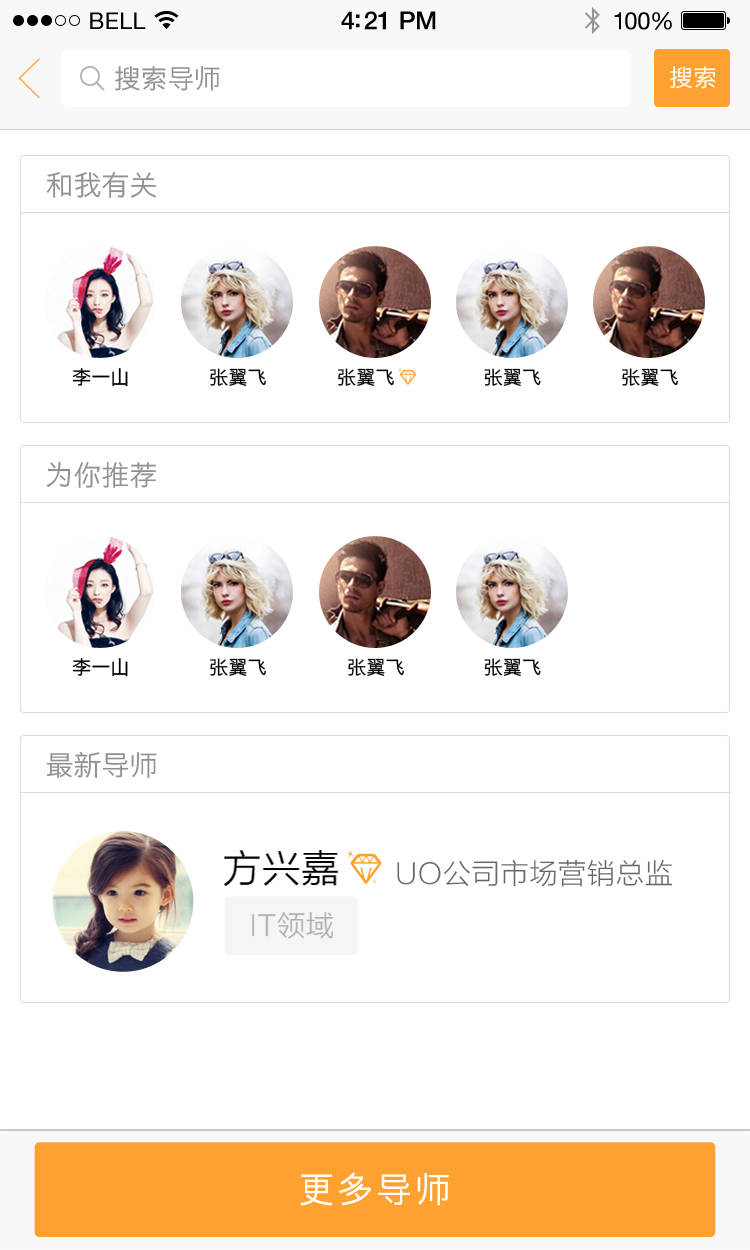 BELL 4:21 PM 100%
搜索导师 搜索
和我有关
李一山 张翼飞 张翼飞 张翼飞 张翼飞
为你推荐
李一山 张翼飞 张翼飞 张翼飞
最新导师
方兴嘉 UO公司市场营销总监
IT领域
更多导师